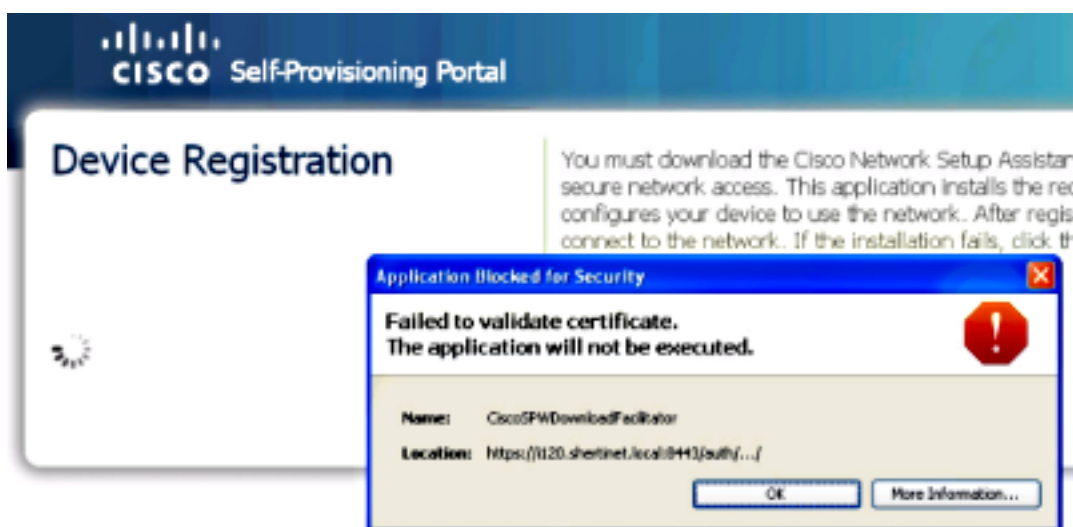 CISCO Self-Provisioning Portal
Device Registration
You must download the Cisco Network Setup Assistan
secure network access. This application installs the rec
configures your device to use the network. After regis
connect to the network. If the installation fails, click th
Application Blocked for Security
Failed to validate certificate.
The application will not be executed.
Name: CiscoSPWDownloadFacilitator
Location: https://i120.shertinet.local:8443/auth/.../
OK More Information...